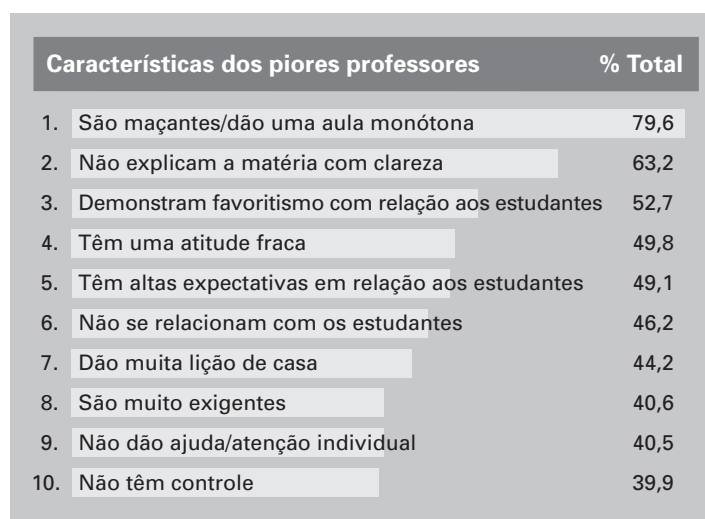 Características dos piores professores % Total
1. São maçantes/dão uma aula monótona 79,6
2. Não explicam a matéria com clareza 63,2
3. Demonstram favoritismo com relação aos estudantes 52,7
4. Têm uma atitude fraca 49,8
5. Têm altas expectativas em relação aos estudantes 49,1
6. Não se relacionam com os estudantes 46,2
7. Dão muita lição de casa 44,2
8. São muito exigentes 40,6
9. Não dão ajuda/atenção individual 40,5
10. Não têm controle 39,9